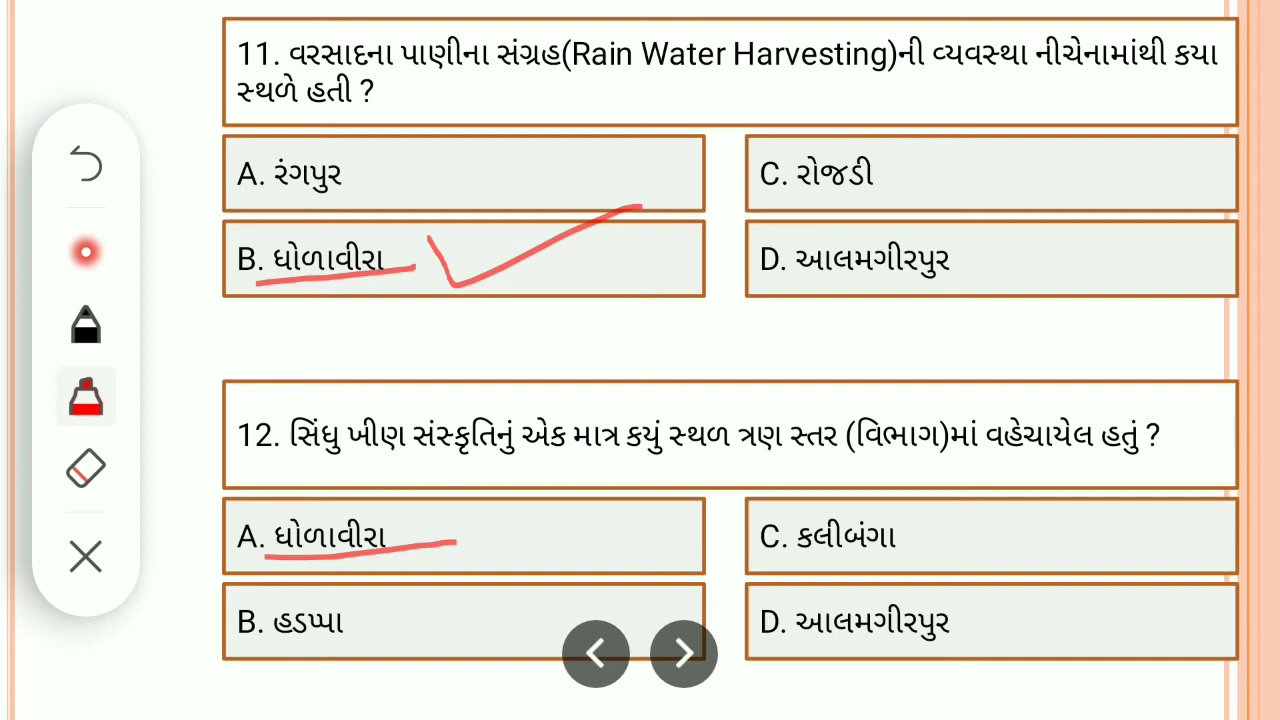 11. વરસાદના પાણીના સંગ્રહ(Rain Water Harvesting)ની વ્યવસ્થા નીચેનામાંથી કયા
સ્થળે હતી ?
A. રંગપુર
C. રોજડી
B. ધોળાવીરા
D. આલમગીરપુર
12. સિંધુ ખીણ સંસ્કૃતિનું એક માત્ર કયું સ્થળ ત્રણ સ્તર (વિભાગ)માં વહેચાયેલ હતું ?
A. ધોળાવીરા
C. કલીબંગા
B. હડપ્પા
D. આલમગીરપુર